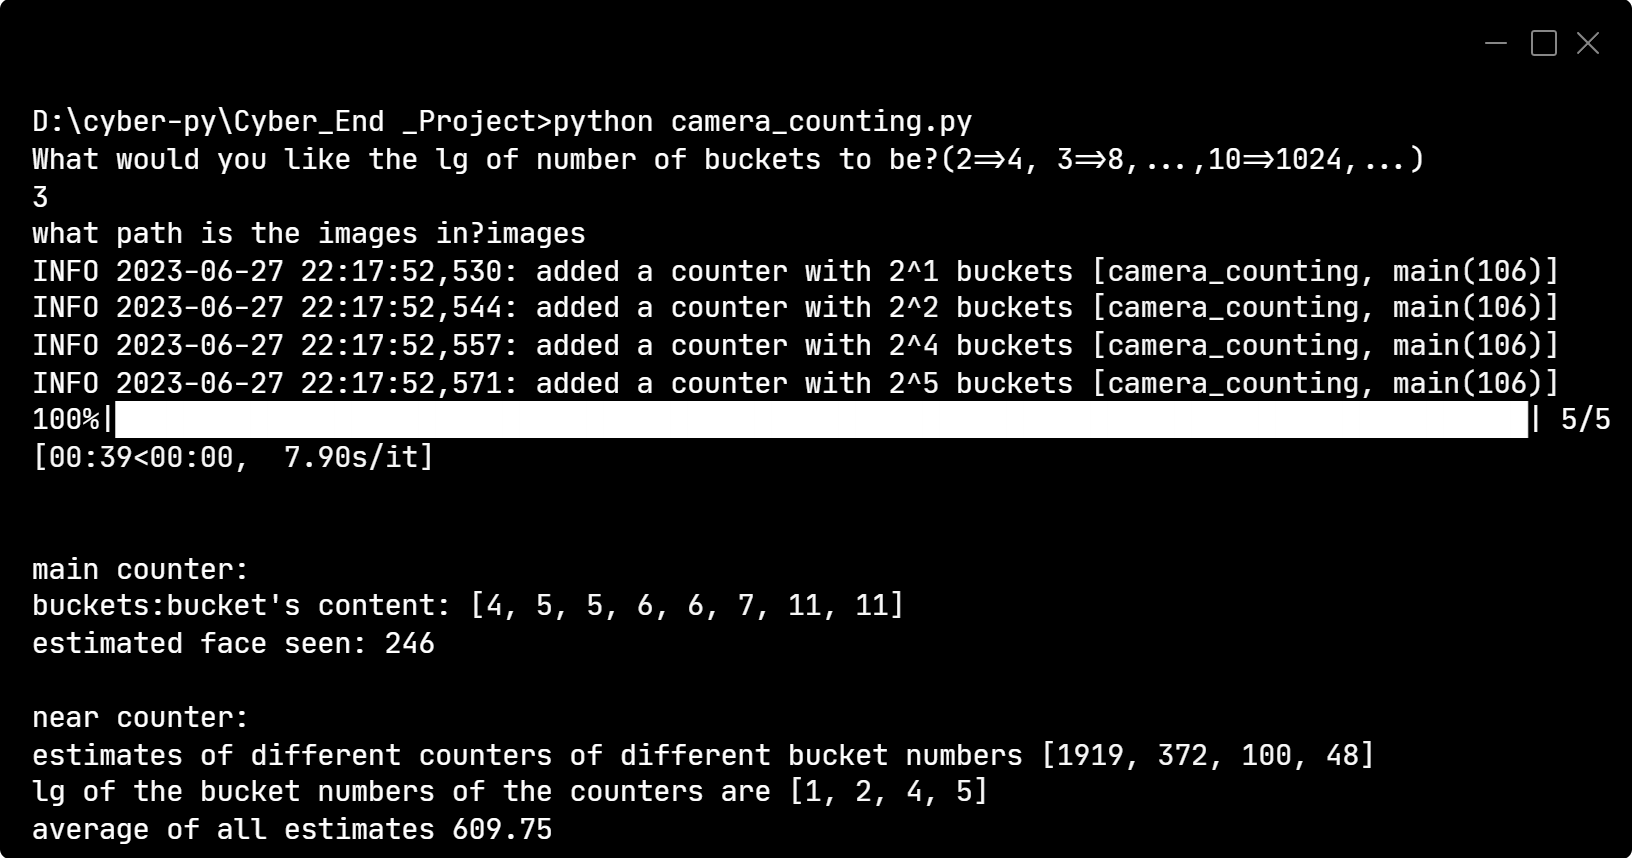 D:\cyber-py\Cyber_End _Project>python camera_counting.py
What would you like the lg of number of buckets to be?(2=>4, 3=>8,...,10=>1024,...)
3
what path is the images in?images
INFO 2023-06-27 22:17:52,530: added a counter with 2^1 buckets [camera_counting, main(106)]
INFO 2023-06-27 22:17:52,544: added a counter with 2^2 buckets [camera_counting, main(106)]
INFO 2023-06-27 22:17:52,557: added a counter with 2^4 buckets [camera_counting, main(106)]
INFO 2023-06-27 22:17:52,571: added a counter with 2^5 buckets [camera_counting, main(106)]
100%|██████████| 5/5
[00:39<00:00,  7.90s/it]
main counter:
buckets:bucket's content: [4, 5, 5, 6, 6, 7, 11, 11]
estimated face seen: 246
near counter:
estimates of different counters of different bucket numbers [1919, 372, 100, 48]
lg of the bucket numbers of the counters are [1, 2, 4, 5]
average of all estimates 609.75